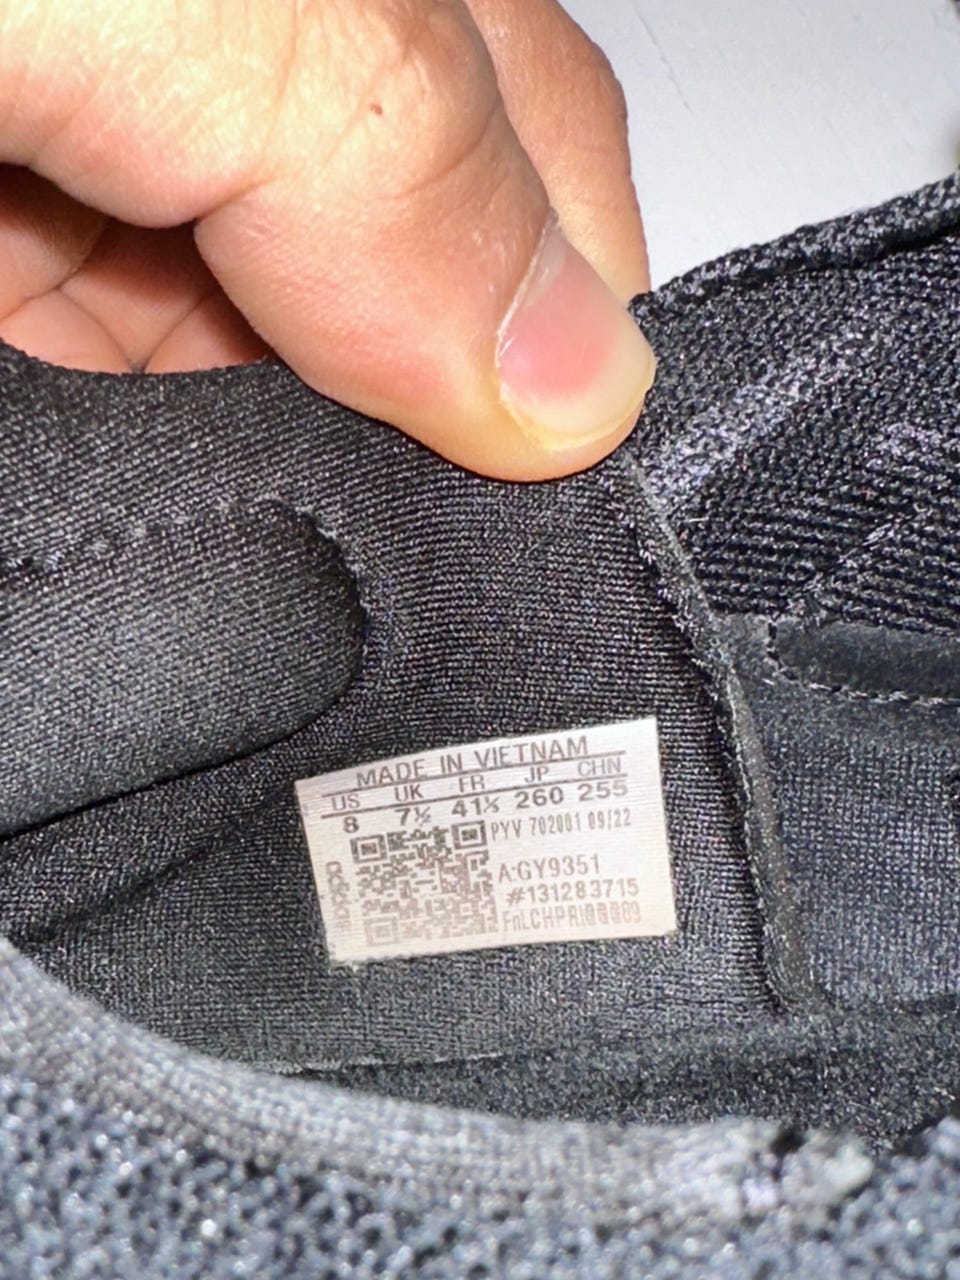 MADE IN VIETNAM
US UK FR JP CHN
8 7½ 41⅓ 260 255
PYV 702001 09/22
A:GY9351
#131283715